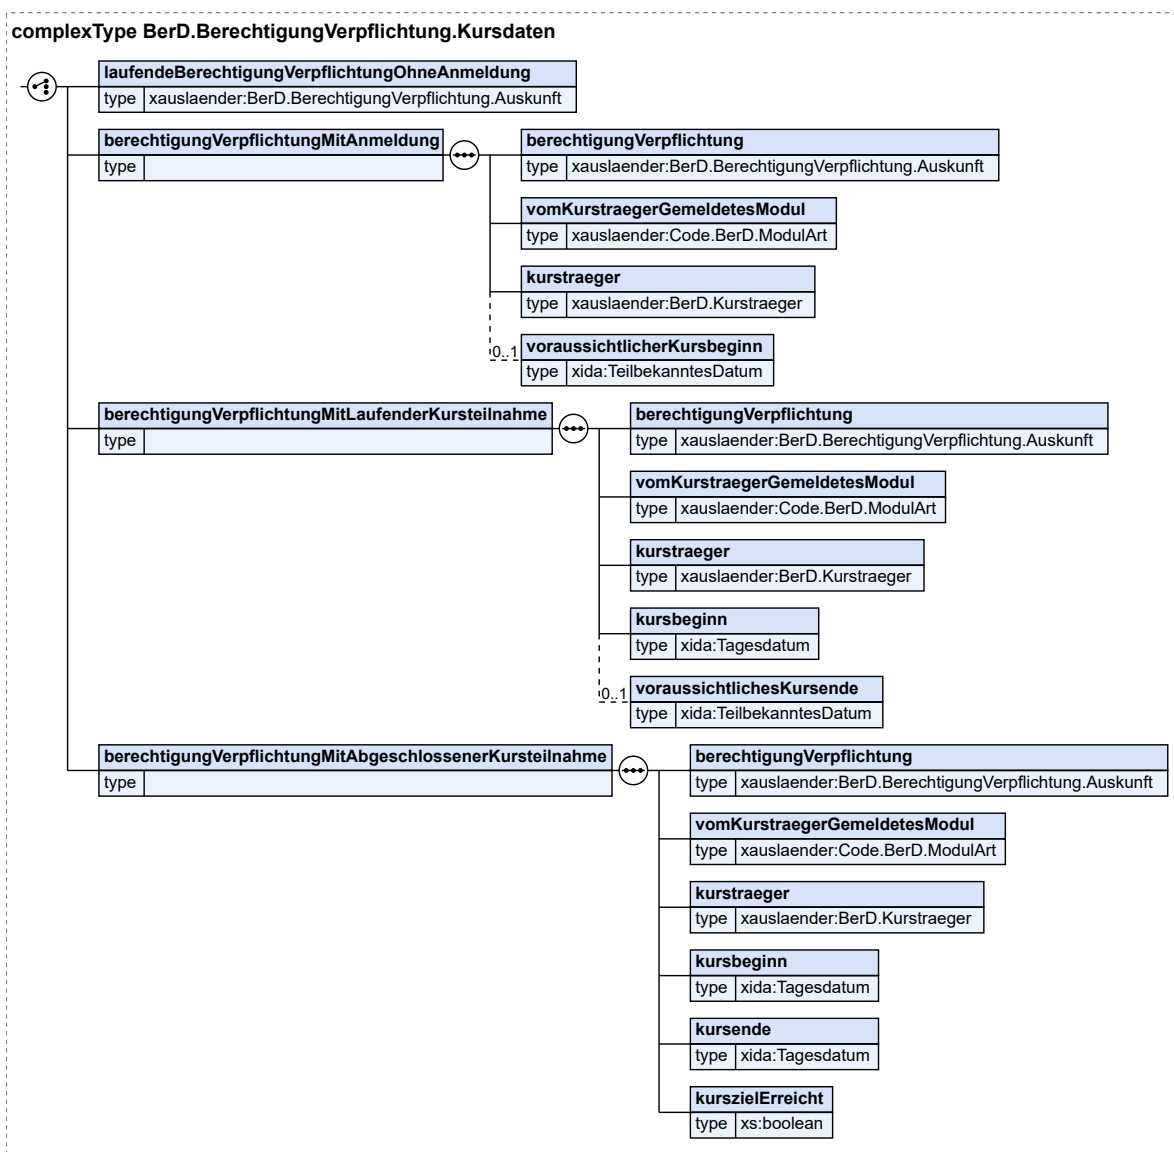 complexType BerD.BerechtigungVerpflichtung.Kursdaten
laufendeBerechtigungVerpflichtungOhneAnmeldung
type xauslaender:BerD.BerechtigungVerpflichtung.Auskunft
berechtigungVerpflichtungMitAnmeldung
type
berechtigungVerpflichtung
type xauslaender:BerD.BerechtigungVerpflichtung.Auskunft
vomKurstraegerGemeldetesModul
type xauslaender:Code.BerD.ModulArt
kurstraeger
type xauslaender:BerD.Kurstraeger
0..1 voraussichtlicherKursbeginn
type xida:TeilbekanntesDatum
berechtigungVerpflichtungMitLaufenderKursteilnahme
type
berechtigungVerpflichtung
type xauslaender:BerD.BerechtigungVerpflichtung.Auskunft
vomKurstraegerGemeldetesModul
type xauslaender:Code.BerD.ModulArt
kurstraeger
type xauslaender:BerD.Kurstraeger
kursbeginn
type xida:Tagesdatum
0..1 voraussichtlichesKursende
type xida:TeilbekanntesDatum
berechtigungVerpflichtungMitAbgeschlossenerKursteilnahme
type
berechtigungVerpflichtung
type xauslaender:BerD.BerechtigungVerpflichtung.Auskunft
vomKurstraegerGemeldetesModul
type xauslaender:Code.BerD.ModulArt
kurstraeger
type xauslaender:BerD.Kurstraeger
kursbeginn
type xida:Tagesdatum
kursende
type xida:Tagesdatum
kurszielErreicht
type xs:boolean